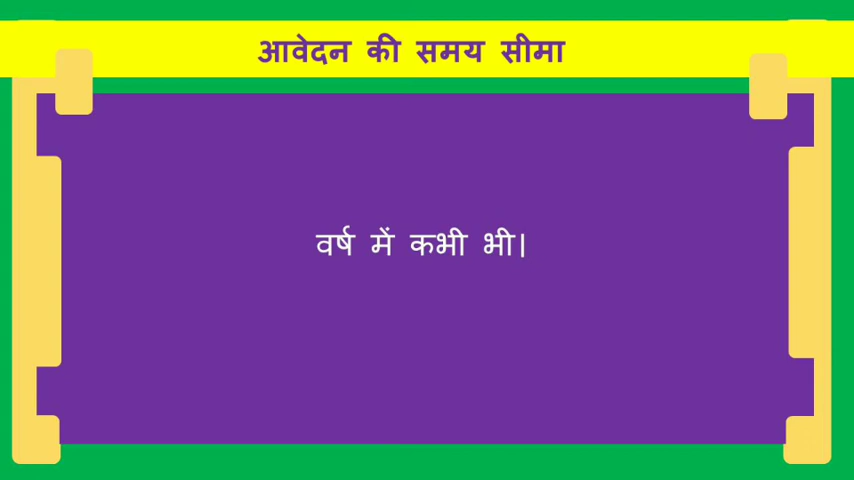 आवेदन की समय सीमा
वर्ष में कभी भी।